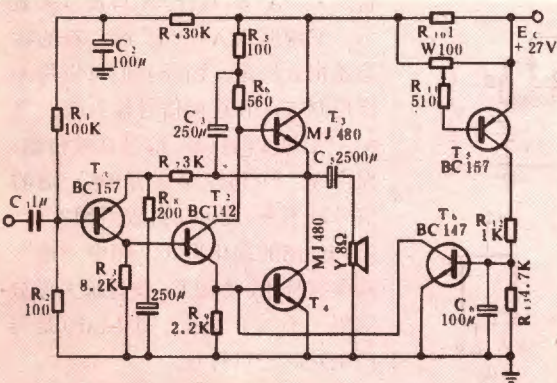 R₄30K
R₅
100
R₁₀1
W100
E c
+27V
C₂
100μ
R₆
560
R₁₁
510
R₁
100K
C₃
250μ
T₃
MJ480
T₅
BC157
R₇3K
C₅2500μ
T₁
BC157
R₈
200
T₂
BC142
T₆
BC147
R₁₂
1K
C₁1μ
MJ480
Y8Ω
R₃
8.2K
R₂
100
250μ
R₉
2.2K
T₄
C₆
100μ
R₁₃4.7K